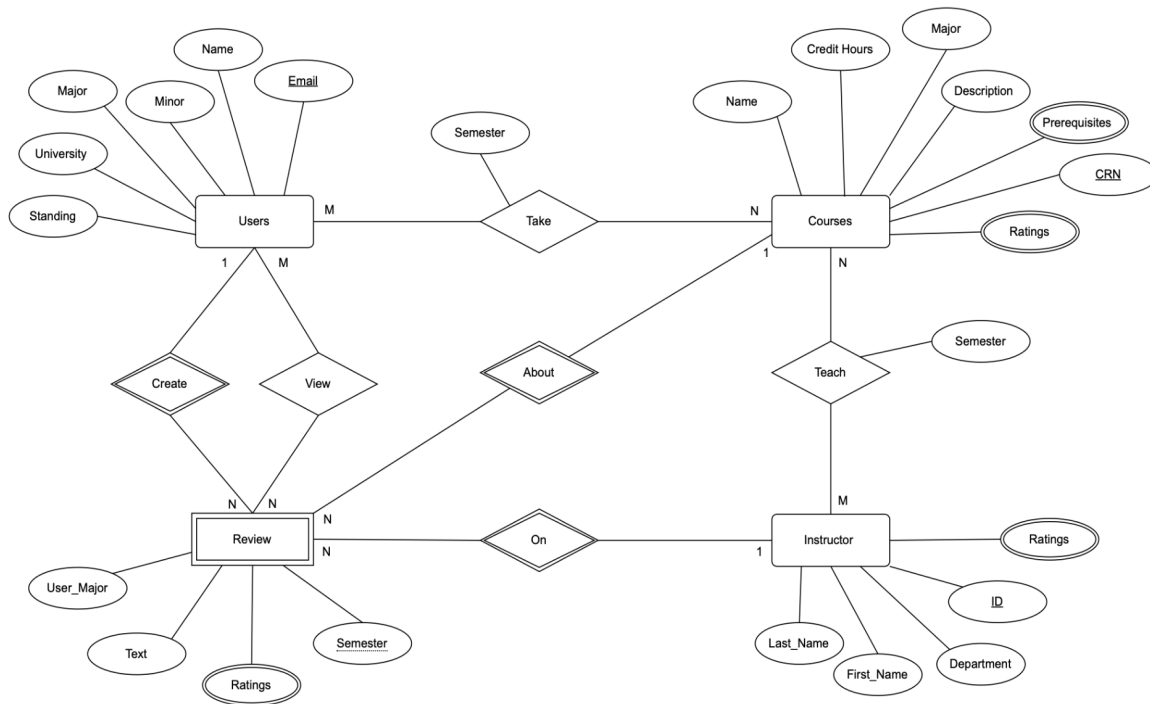 Name
Email
Major
Minor
University
Standing
Users
M
Semester
Take
N
Courses
Name
Credit Hours
Major
Description
Prerequisites
CRN
Ratings
1
M
1
N
Create
View
About
Teach
Semester
N
N
N
N
Review
On
1
M
Instructor
Ratings
ID
Department
First_Name
Last_Name
User_Major
Text
Ratings
Semester